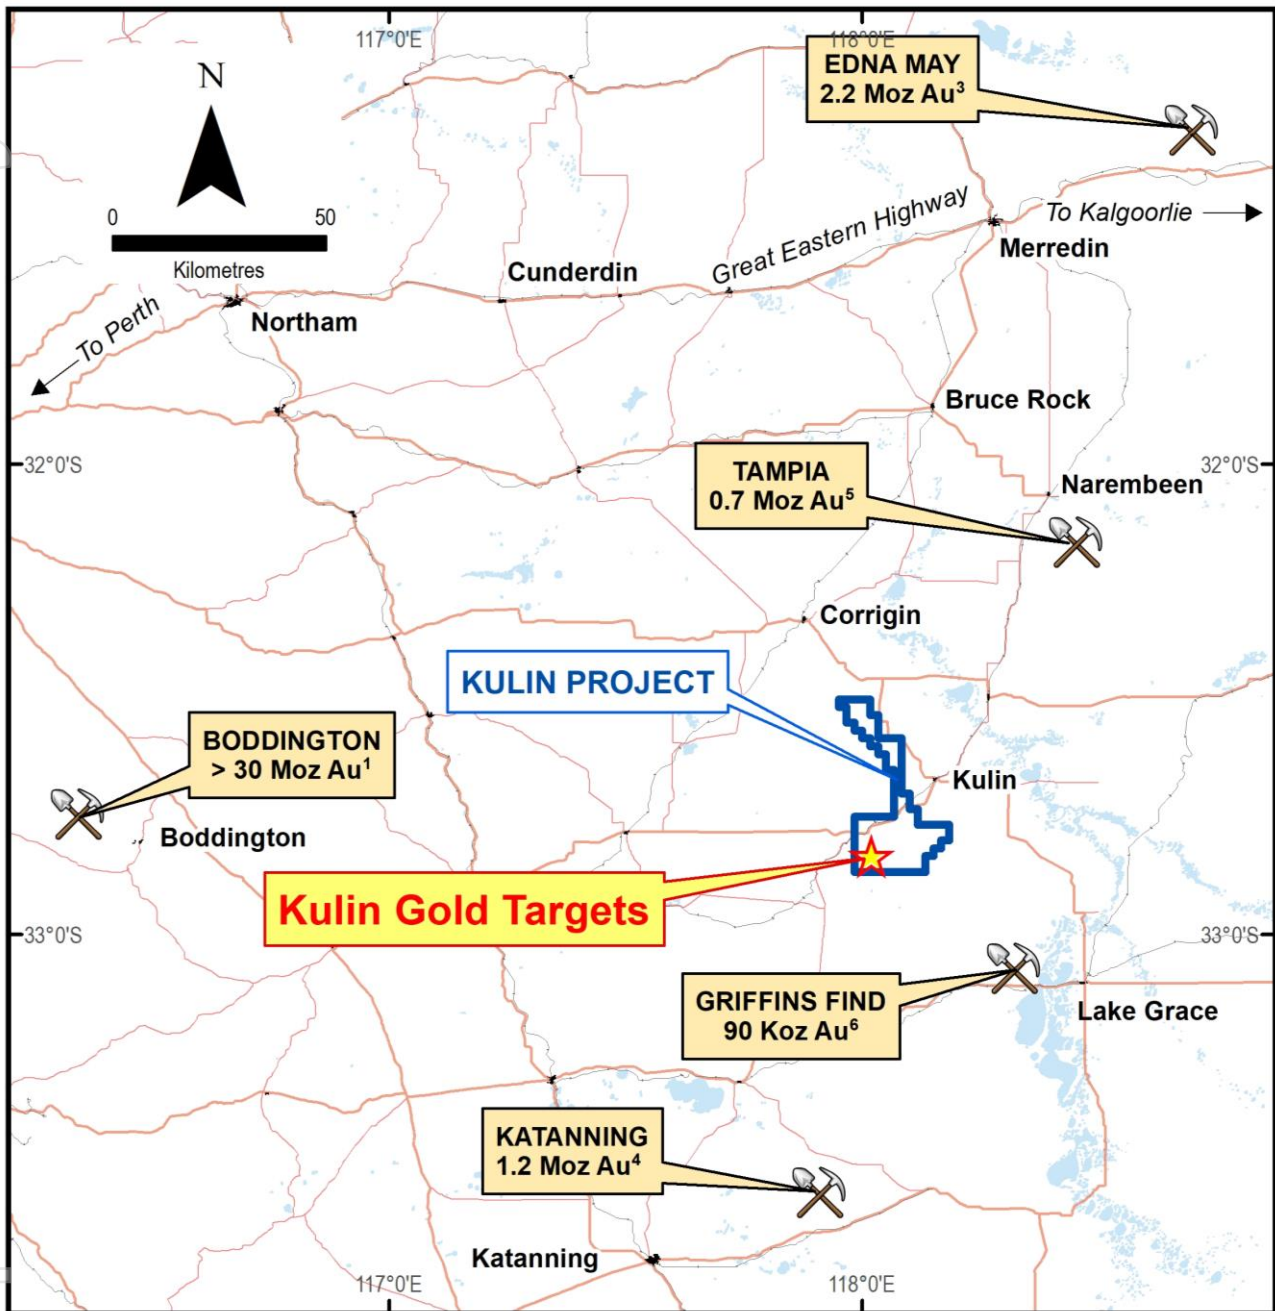 117°0'E
118°0'E
N
EDNA MAY
2.2 Moz Au³
0 50
Kilometres
To Kalgoorlie
Great Eastern Highway
Merredin
Cunderdin
Northam
To Perth
Bruce Rock
32°0'S
32°0'S
TAMPIA
0.7 Moz Au⁵
Narembeen
Corrigin
KULIN PROJECT
BODDINGTON
> 30 Moz Au¹
Kulin
Boddington
Kulin Gold Targets
33°0'S
33°0'S
GRIFFINS FIND
90 Koz Au⁶
Lake Grace
KATANNING
1.2 Moz Au⁴
Katanning
117°0'E
118°0'E